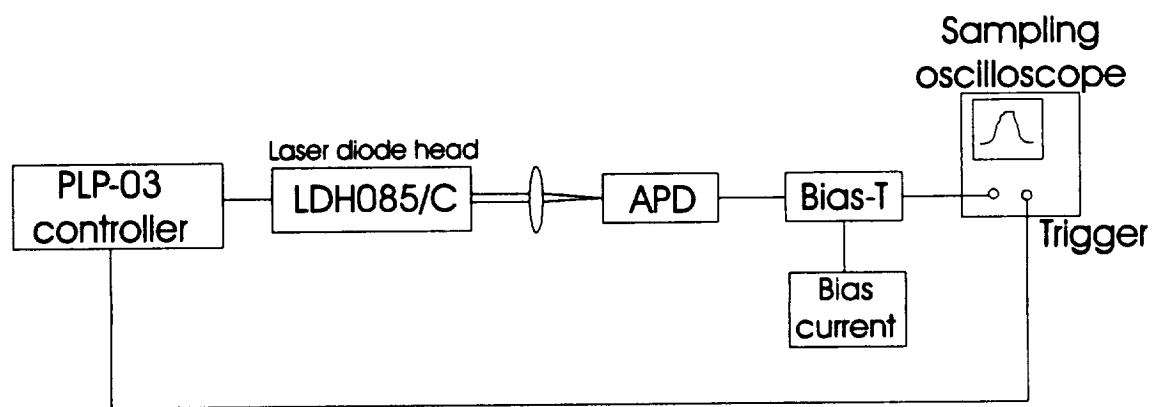 Sampling
oscilloscope
Laser diode head
PLP-03
controller
LDH085/C
APD
Bias-T
Trigger
Bias
current